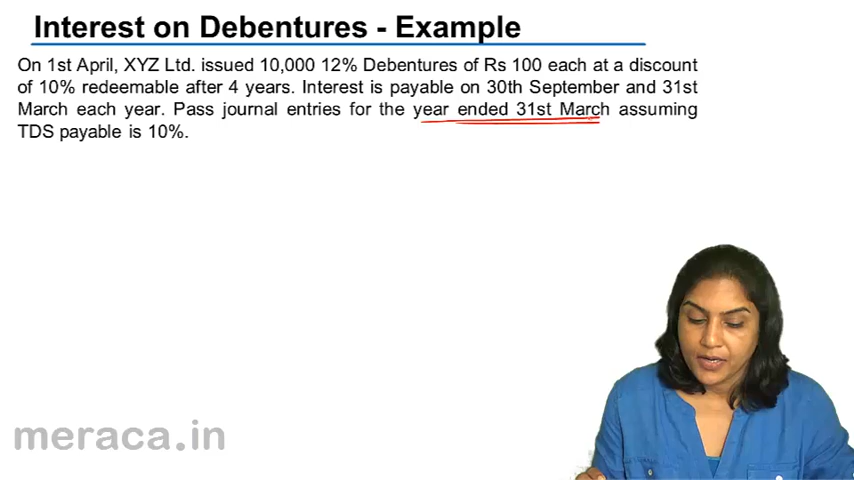 Interest on Debentures - Example
On 1st April, XYZ Ltd. issued 10,000 12% Debentures of Rs 100 each at a discount
of 10% redeemable after 4 years. Interest is payable on 30th September and 31st
March each year. Pass journal entries for the year ended 31st March assuming
TDS payable is 10%.
meraca.in